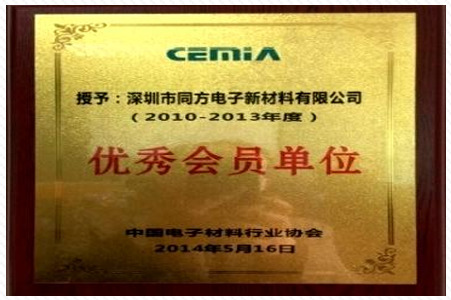 CEMIA
授予：深圳市同方电子新材料有限公司
（2010-2013年度）
优秀会员单位
中国电子材料行业协会
2014年5月16日